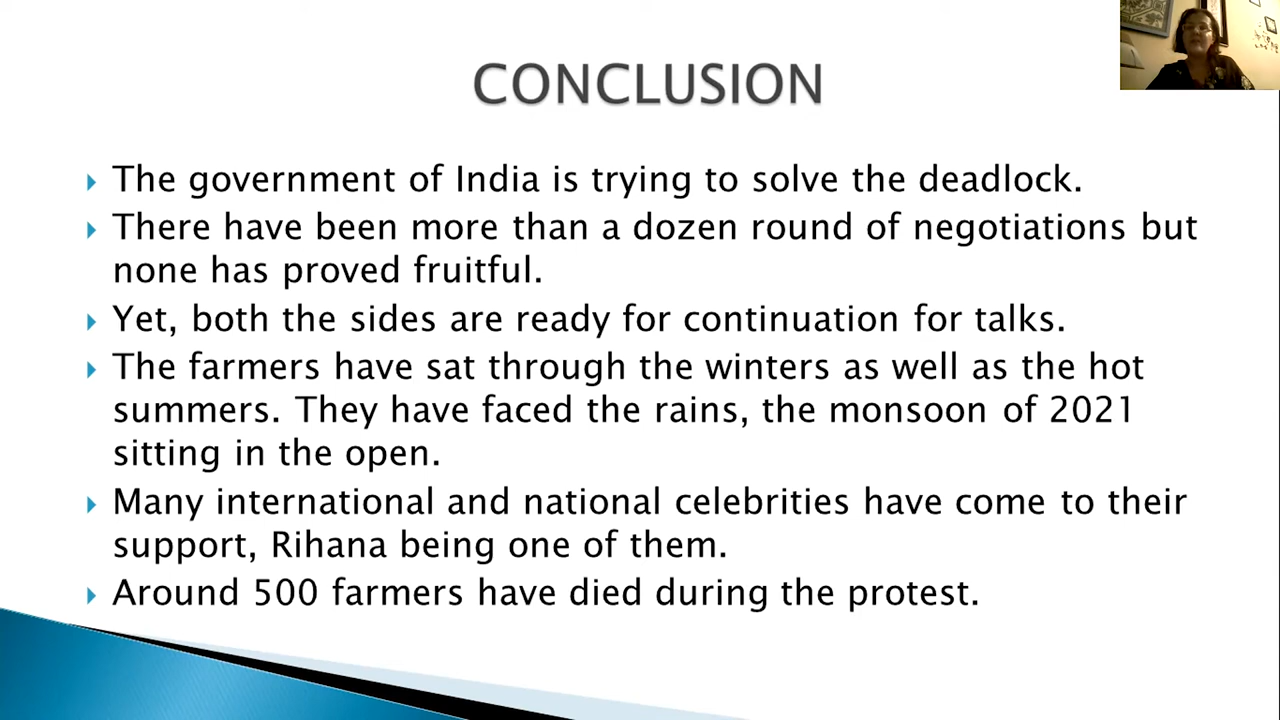 CONCLUSION
The government of India is trying to solve the deadlock.
There have been more than a dozen round of negotiations but
none has proved fruitful.
Yet, both the sides are ready for continuation for talks.
The farmers have sat through the winters as well as the hot
summers. They have faced the rains, the monsoon of 2021
sitting in the open.
Many international and national celebrities have come to their
support, Rihana being one of them.
Around 500 farmers have died during the protest.